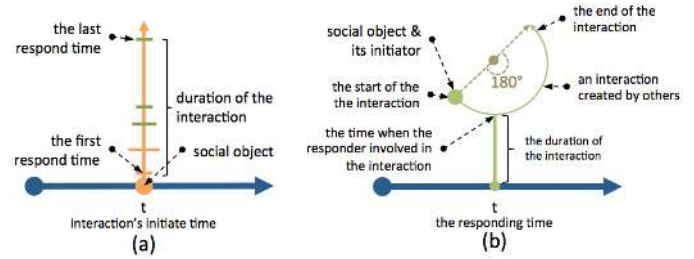 the last
respond time
duration of the
interaction
the first
respond time
social object
t
Interaction's initiate time
(a)
social object &
its initiator
the end of the
interaction
180°
the start of the
the interaction
an interaction
created by others
the time when the
responder involved in
the interaction
the duration of
the interaction
t
the responding time
(b)